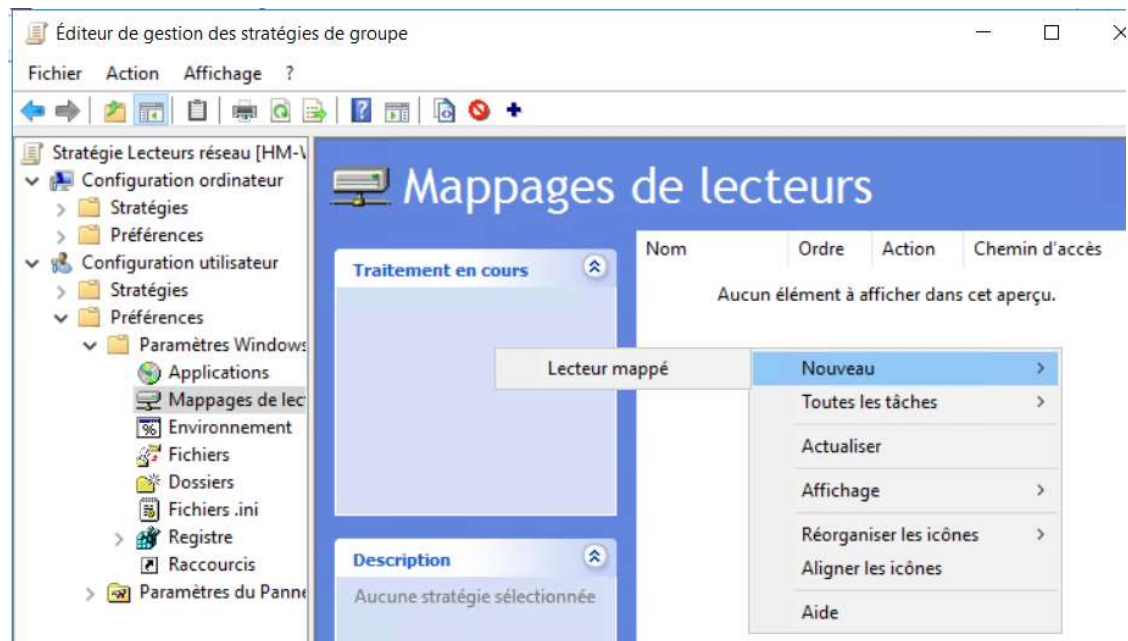 Éditeur de gestion des stratégies de groupe
Fichier Action Affichage ?
Stratégie Lecteurs réseau [HM-
Configuration ordinateur
Stratégies
Préférences
Configuration utilisateur
Stratégies
Préférences
Paramètres Windows
Applications
Mappages de lec
Environnement
Fichiers
Dossiers
Fichiers .ini
Registre
Raccourcis
Paramètres du Panne
Mappages de lecteurs
Traitement en cours
Description
Aucune stratégie sélectionnée
Nom Ordre Action Chemin d'accès
Aucun élément à afficher dans cet aperçu.
Lecteur mappé
Nouveau
Toutes les tâches
Actualiser
Affichage
Réorganiser les icônes
Aligner les icônes
Aide